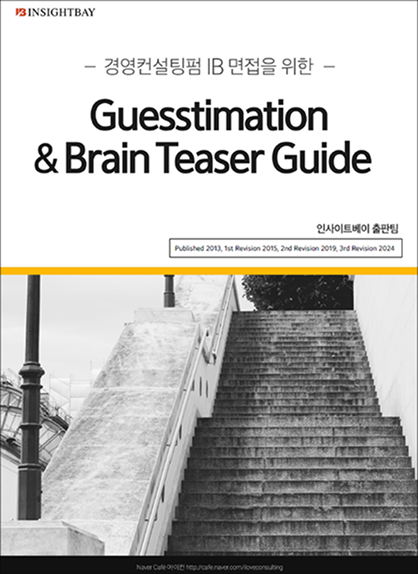 INSIGHTBAY
– 경영컨설팅펌 IB 면접을 위한 –
Guesstimation
& Brain Teaser Guide
인사이트베이 출판팀
Published 2013, 1st Revision 2015, 2nd Revision 2019, 3rd Revision 2024
Naver Café 아이컨 http://cafe.naver.com/iloveconsulting